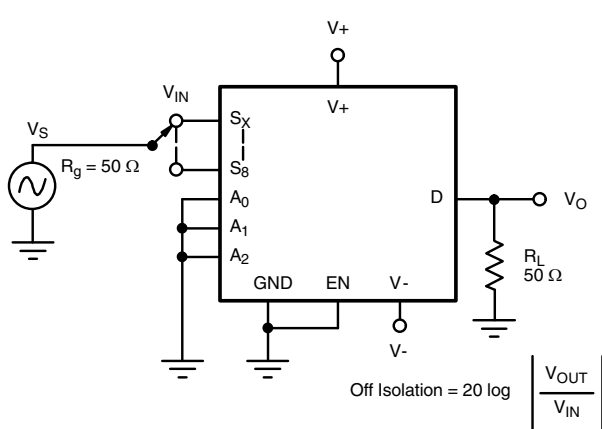 V+
V+
VIN
VS
Rg = 50 Ω
SX
S8
A0
A1
A2
D
VO
RL
50 Ω
GND EN V-
V-
Off Isolation = 20 log | VOUT
VIN |